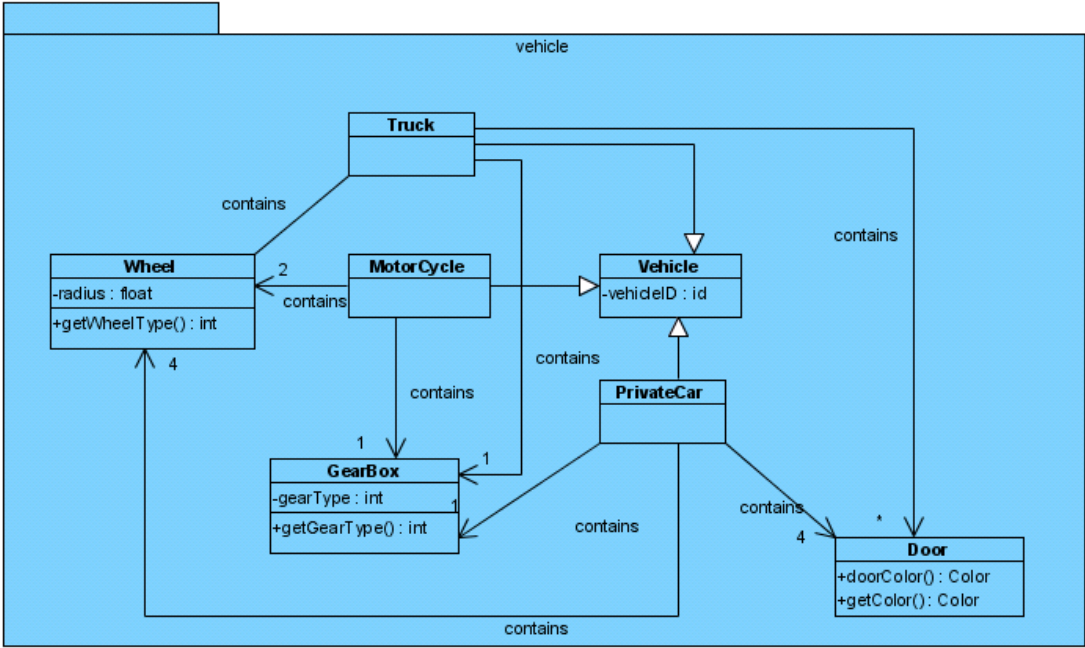 vehicle
Truck
contains
contains
Wheel
-radius : float
+getWheelType() : int
2
contains
MotorCycle
Vehicle
-vehicleID : id
4
contains
contains
PrivateCar
1
1
GearBox
-gearType : int
1
+getGearType() : int
contains
contains
4
*
Door
+doorColor() : Color
+getColor() : Color
contains